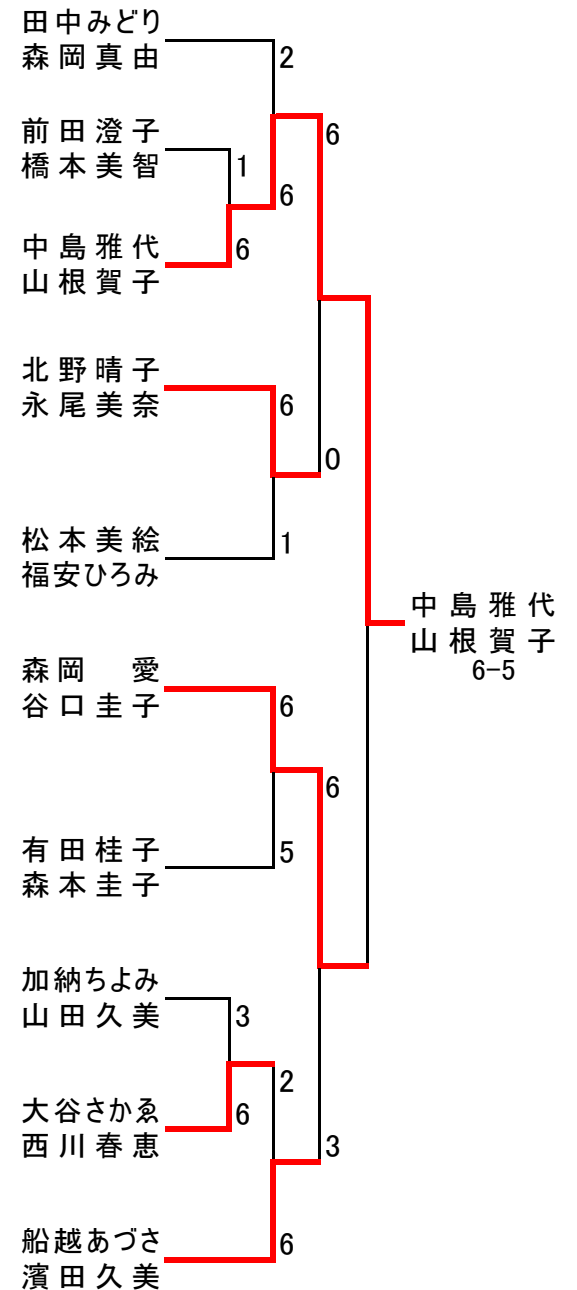 田中みどり
森岡真由
2
6
前田澄子
橋本美智
1
6
中島雅代
山根賀子
6
北野晴子
永尾美奈
6
0
松本美絵
福安ひろみ
1
中島雅代
山根賀子
6-5
森岡　愛
谷口圭子
6
6
有田桂子
森本圭子
5
加納ちよみ
山田久美
3
2
大谷さかゑ
西川春恵
6
3
船越あづさ
濱田久美
6